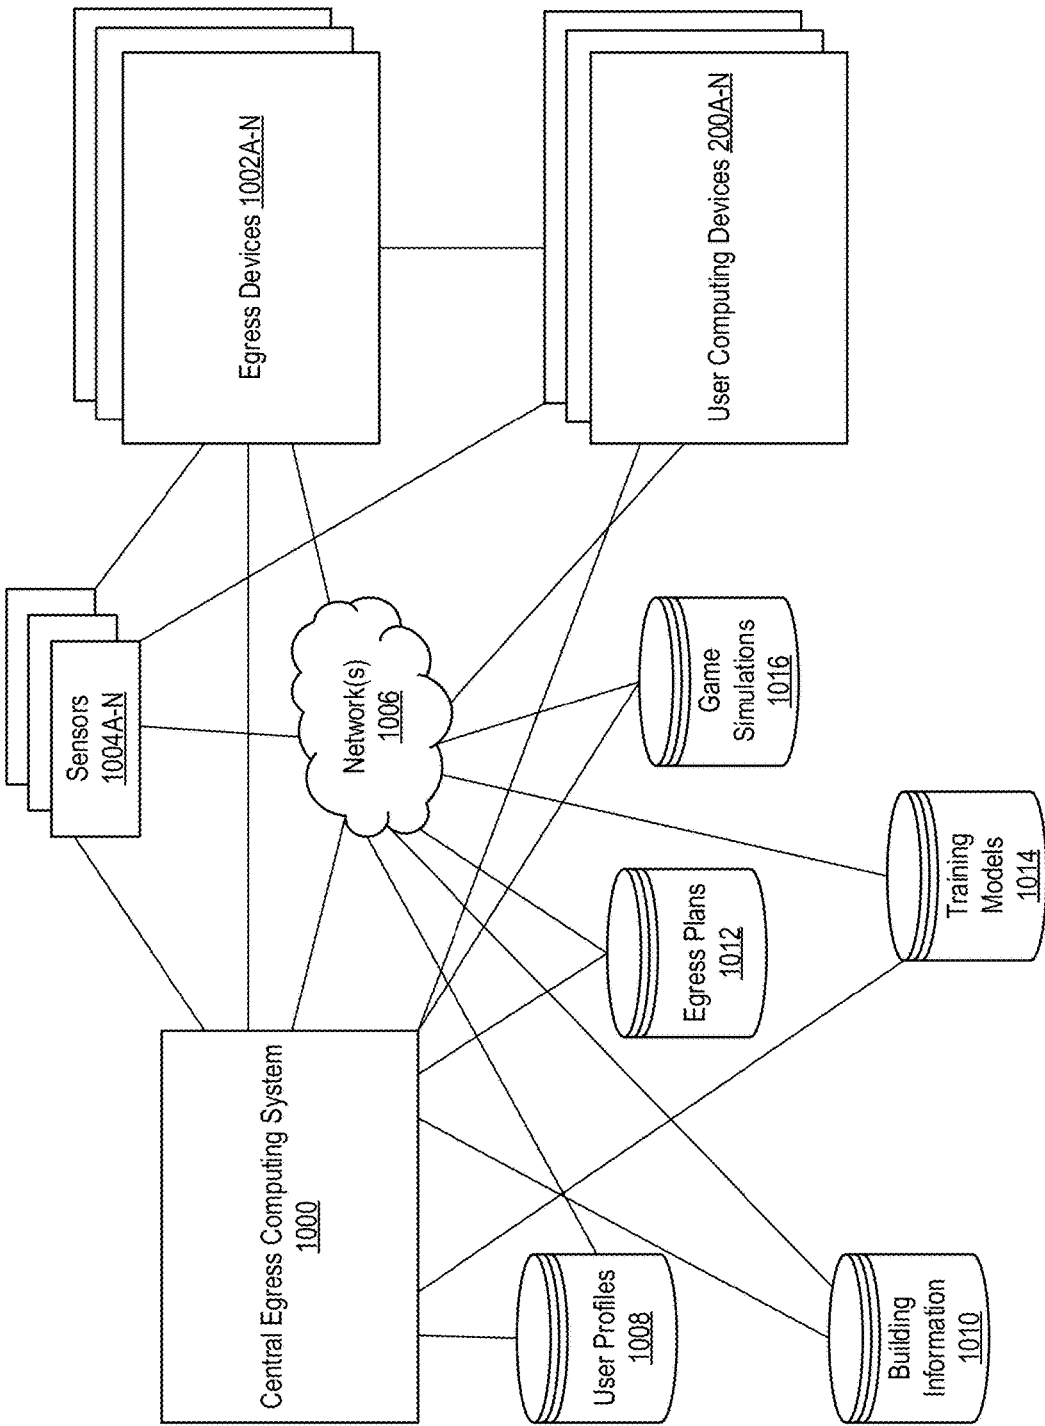 Sensors
1004A-N
Egress Devices 1002A-N
Central Egress Computing System
1000
Network(s)
1006
User Computing Devices 200A-N
User Profiles
1008
Egress Plans
1012
Game
Simulations
1016
Building
Information
1010
Training
Models
1014